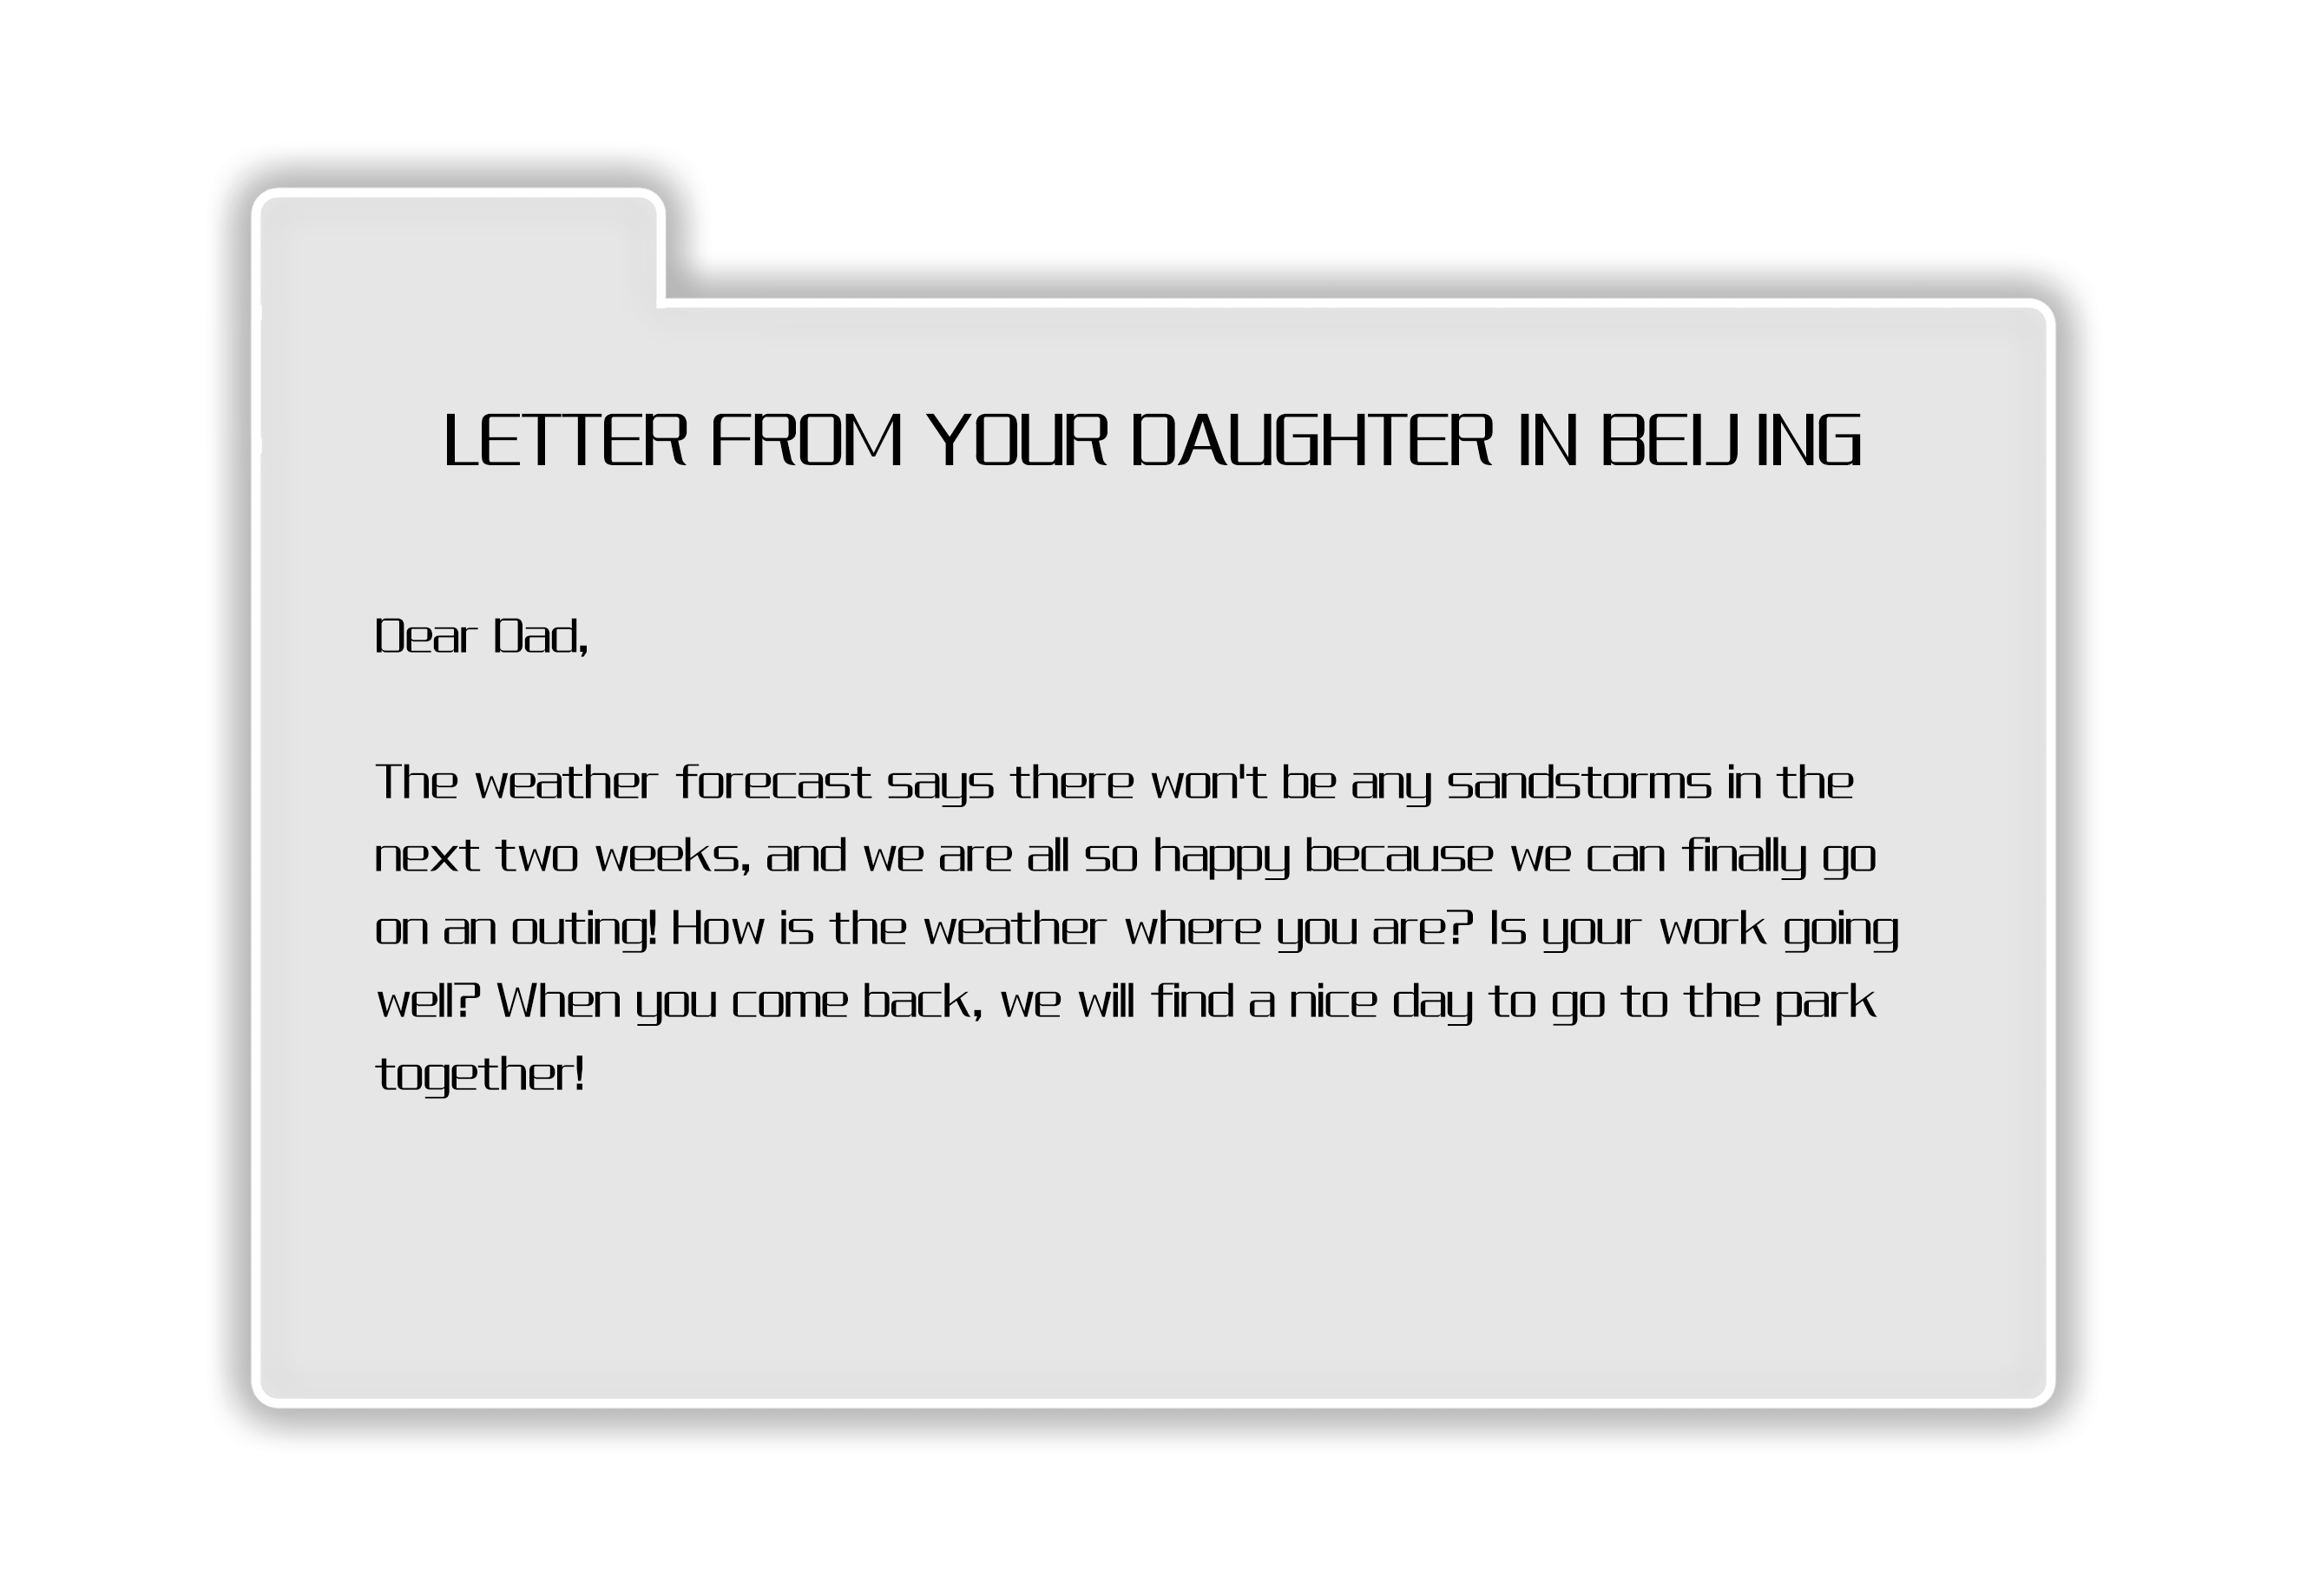 LETTER FROM YOUR DAUGHTER IN BEIJING
Dear Dad,
The weather forecast says there won't be any sandstorms in the
next two weeks, and we are all so happy because we can finally go
on an outing! How is the weather where you are? Is your work going
well? When you come back, we will find a nice day to go to the park
together!